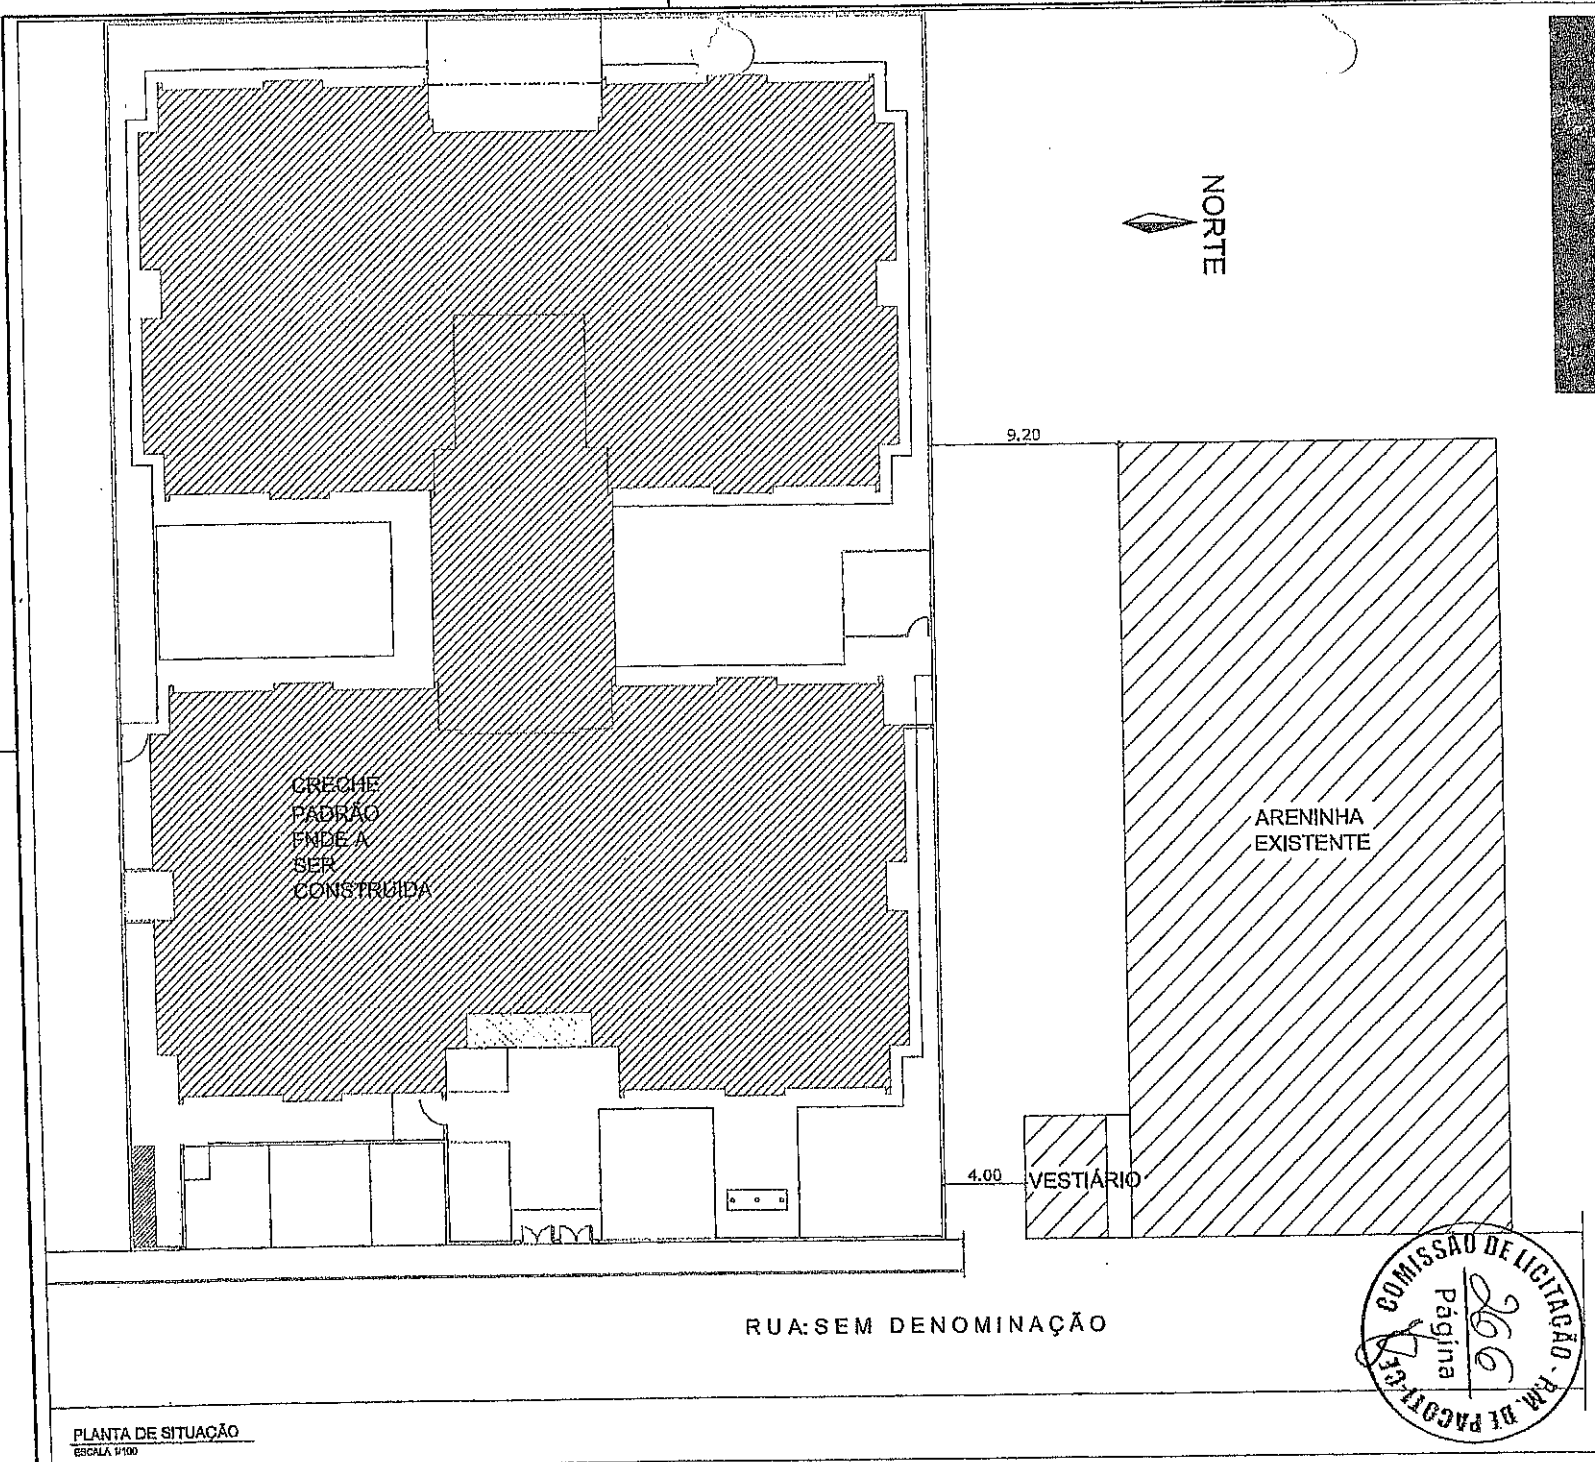 NORTE
9.20
CRECHE
PADRÃO
FNDE A
SER
CONSTRUIDA
ARENINHA
EXISTENTE
4.00
VESTIÁRIO
RUA: SEM DENOMINAÇÃO
COMISSÃO DE LICITAÇÃO - P.M. DE PACOTI-CE
266
Página
PLANTA DE SITUAÇÃO
ESCALA 1/100